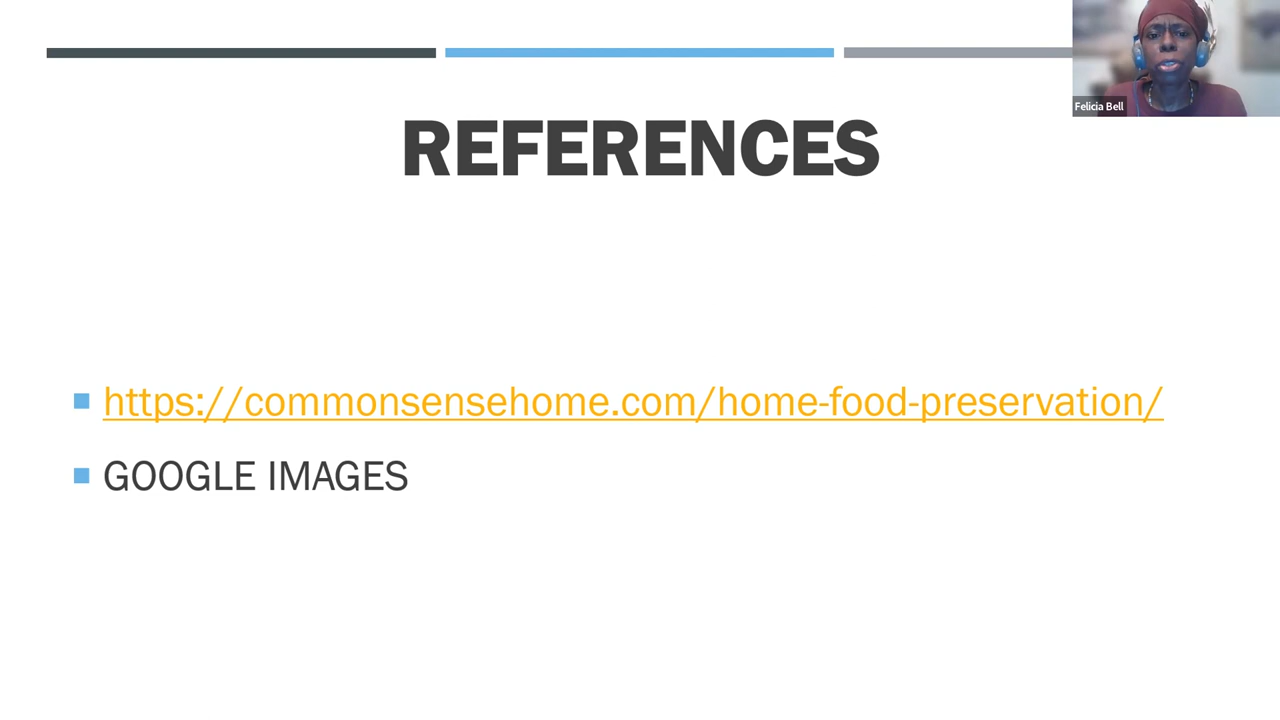 Felicia Bell
REFERENCES
https://commonsensehome.com/home-food-preservation/
GOOGLE IMAGES